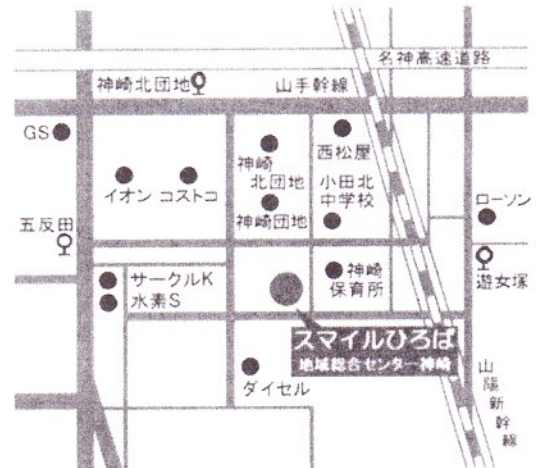 名神高速道路
神崎北団地
山手幹線
GS
イオン
コストコ
神崎
北団地
神崎団地
西松屋
小田北
中学校
ローソン
五反田
サークルK
水素S
神崎
保育所
遊女塚
スマイルひろば
地域総合センター神崎
ダイセル
山陽新幹線